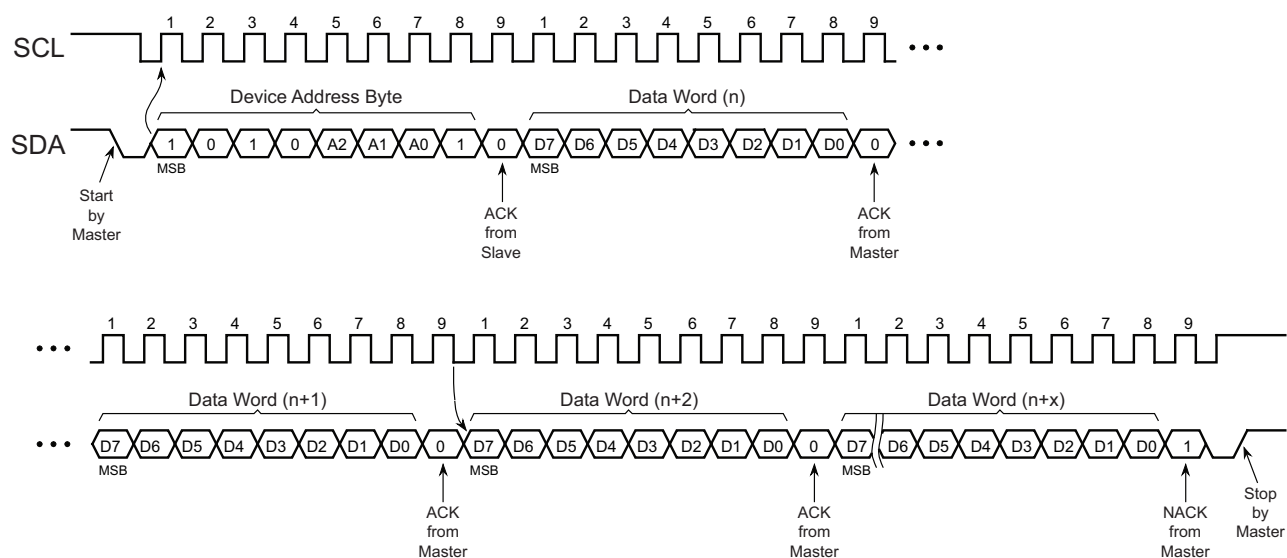 1 2 3 4 5 6 7 8 9 1 2 3 4 5 6 7 8 9
SCL
Device Address Byte Data Word (n)
SDA 1 0 1 0 A2 A1 A0 1 0 D7 D6 D5 D4 D3 D2 D1 D0 0
MSB MSB
Start
by
Master
ACK
from
Slave
ACK
from
Master
1 2 3 4 5 6 7 8 9 1 2 3 4 5 6 7 8 9 1 2 3 4 5 6 7 8 9
Data Word (n+1) Data Word (n+2) Data Word (n+x)
D7 D6 D5 D4 D3 D2 D1 D0 0 D7 D6 D5 D4 D3 D2 D1 D0 0 D7 D6 D5 D4 D3 D2 D1 D0 1
MSB MSB MSB
ACK
from
Master
ACK
from
Master
NACK
from
Master
Stop
by
Master